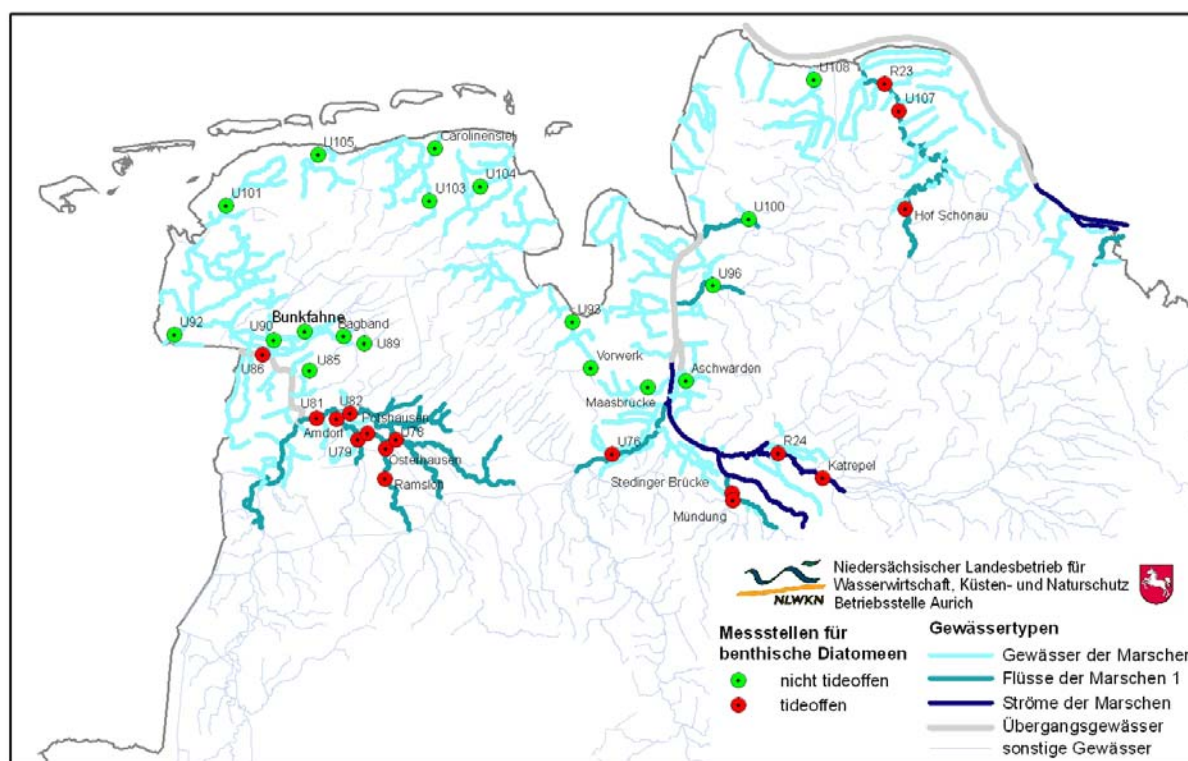 U108
R23
U107
U105
Carolinensiel
U104
U103
U101
Hof Schönau
U100
U96
U93
U92
Bunkfahne
U90
Bagband
U89
U86
U85
Vorwerk
Aschwarden
Maasbrücke
U81
U82
Potshausen
Amdorf
U78
U79
Osterhausen
U76
R24
Ramsloh
Katrepel
Stedinger Brücke
Mündung
NLWKN
Niedersächsischer Landesbetrieb für
Wasserwirtschaft, Küsten- und Naturschutz
Betriebsstelle Aurich
Messstellen für
benthische Diatomeen
nicht tideoffen
tideoffen
Gewässertypen
Gewässer der Marschen
Flüsse der Marschen 1
Ströme der Marschen
Übergangsgewässer
sonstige Gewässer